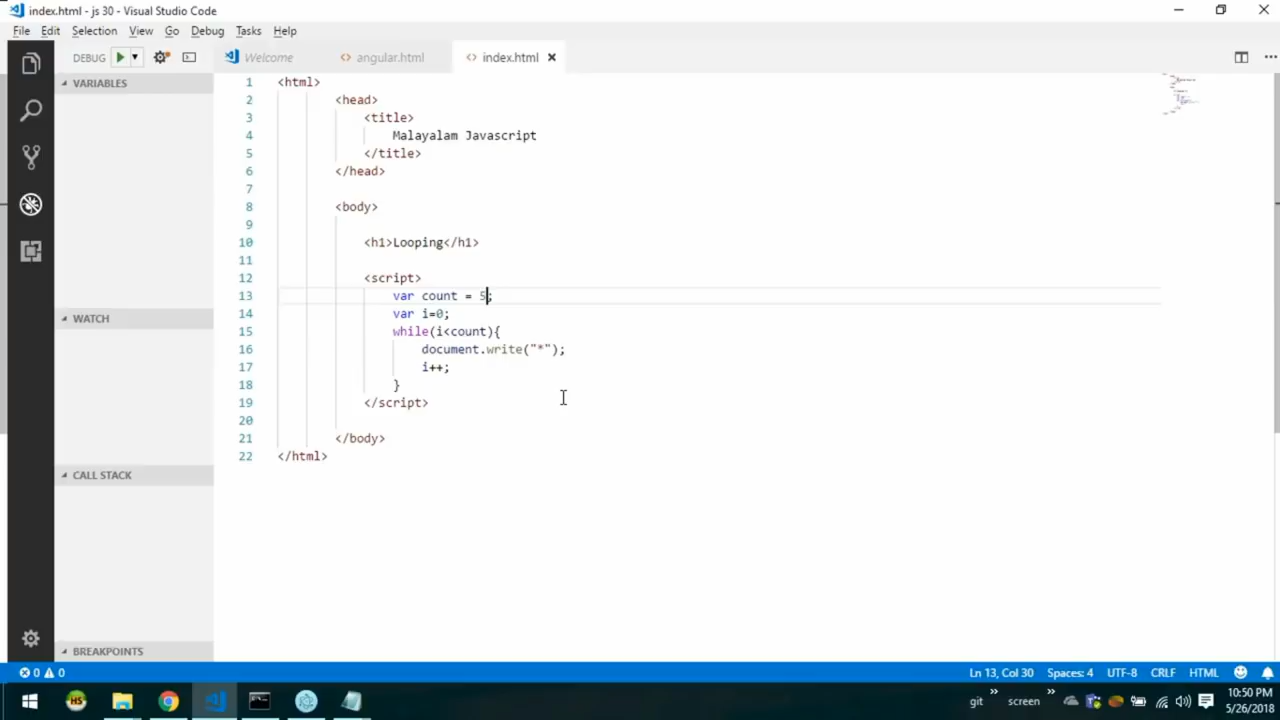 index.html - js 30 - Visual Studio Code
File Edit Selection View Go Debug Tasks Help
DEBUG
Welcome
angular.html
index.html
VARIABLES
WATCH
CALL STACK
BREAKPOINTS
1 <html>
2 <head>
3 <title>
4 Malayalam Javascript
5 </title>
6 </head>
7
8 <body>
9
10 <h1>Looping</h1>
11
12 <script>
13 var count = 5;
14 var i=0;
15 while(i<count){
16 document.write("*");
17 i++;
18 }
19 </script>
20
21 </body>
22 </html>
0 0
Ln 13, Col 30 Spaces: 4 UTF-8 CRLF HTML
HS
git » screen »
10:50 PM
5/26/2018